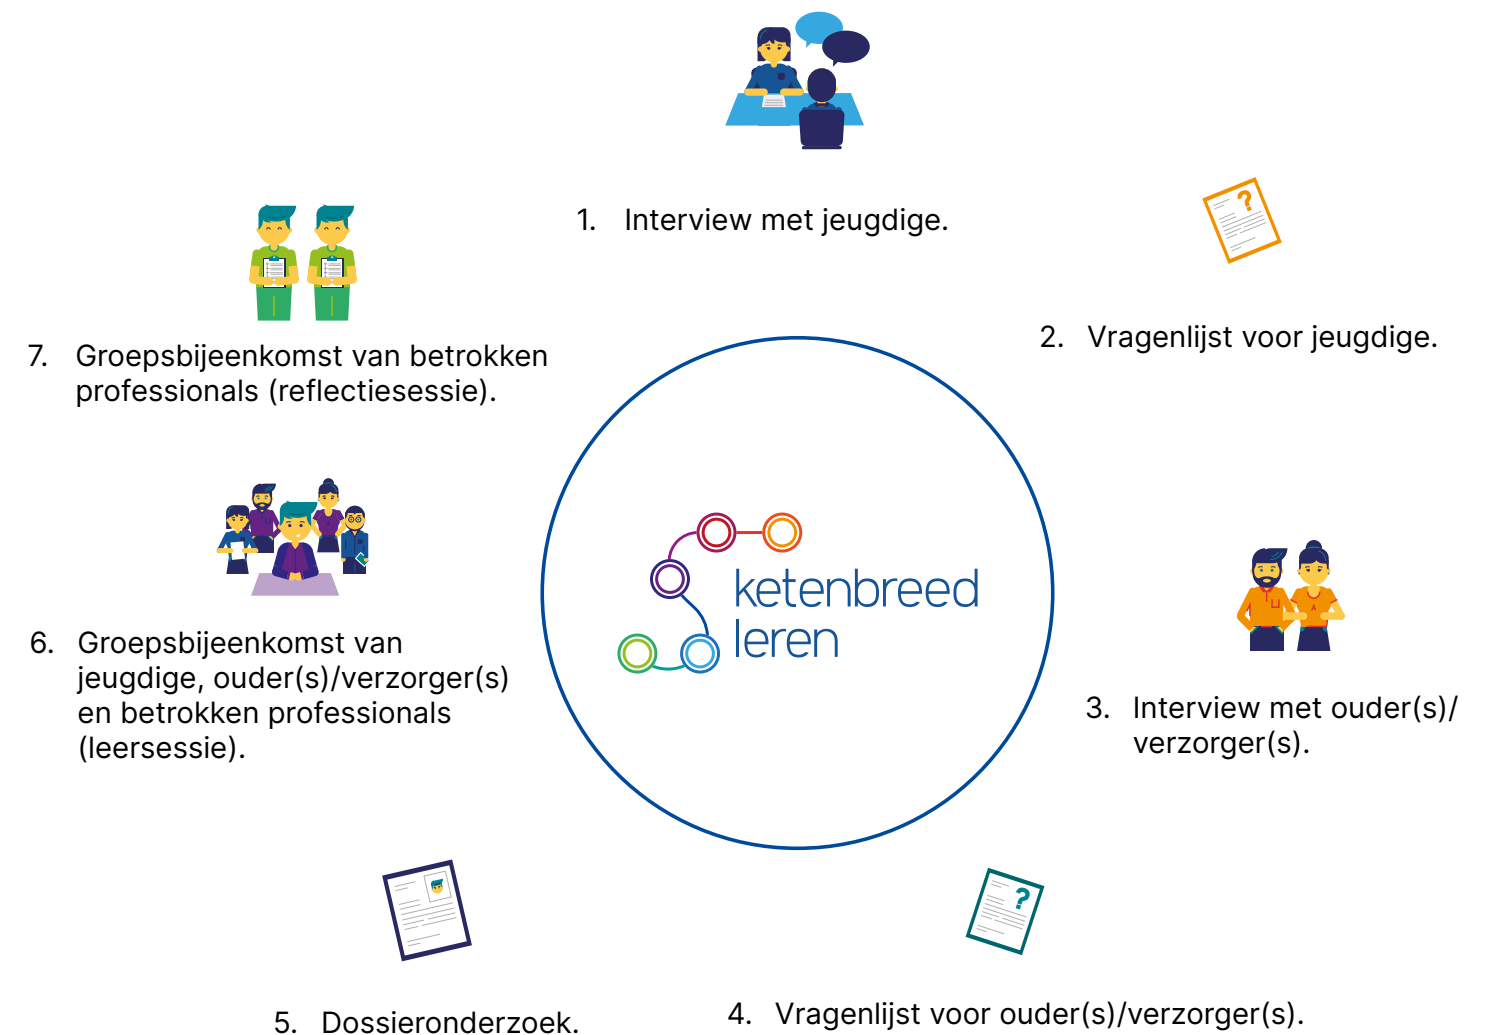 1. Interview met jeugdige.
2. Vragenlijst voor jeugdige.
3. Interview met ouder(s)/
verzorger(s).
4. Vragenlijst voor ouder(s)/verzorger(s).
5. Dossieronderzoek.
6. Groepsbijeenkomst van
jeugdige, ouder(s)/verzorger(s)
en betrokken professionals
(leersessie).
7. Groepsbijeenkomst van betrokken
professionals (reflectiesessie).
ketenbreed
leren
?
?